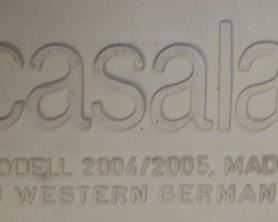 casala
ODELL 2004/2005, MAD
N WESTERN GERMAN